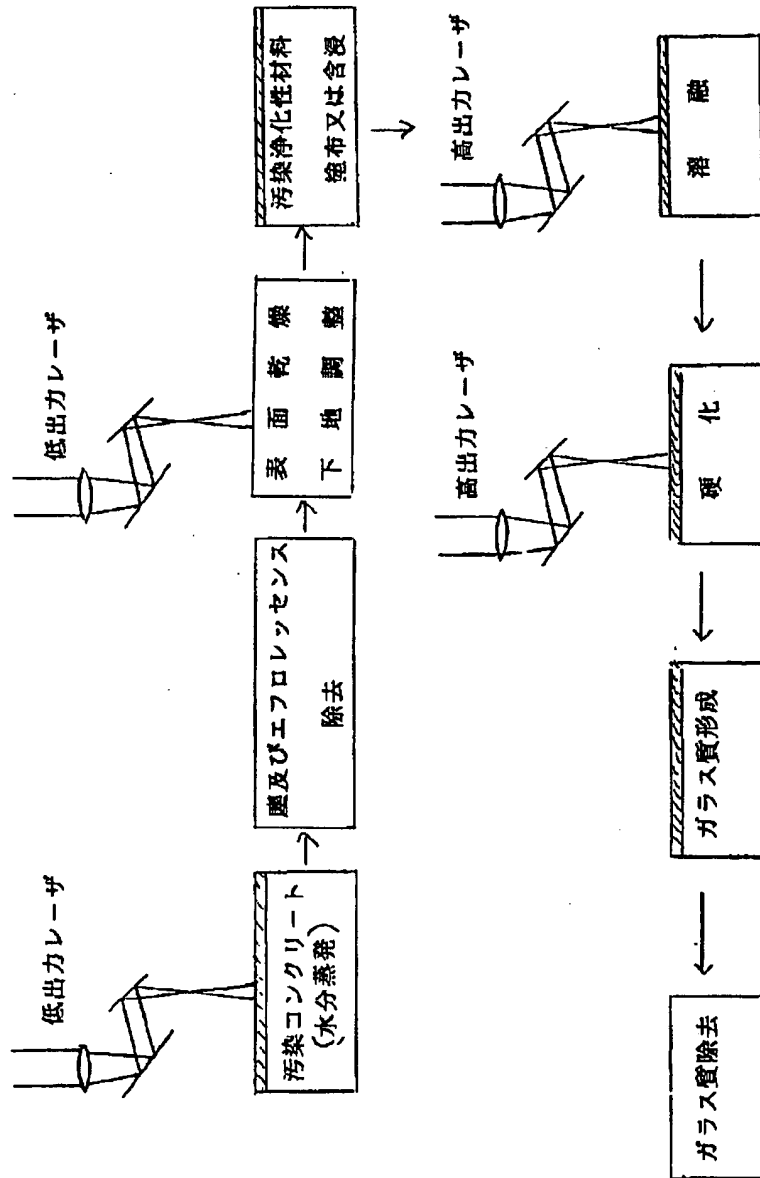 低出力レーザ
汚染コンクリート
(水分蒸発)
塵及びエフロレッセンス
除去
低出力レーザ
表面乾燥
下地調整
汚染浄化性材料
塗布又は含浸
高出力レーザ
溶融
高出力レーザ
硬化
ガラス質形成
ガラス質除去